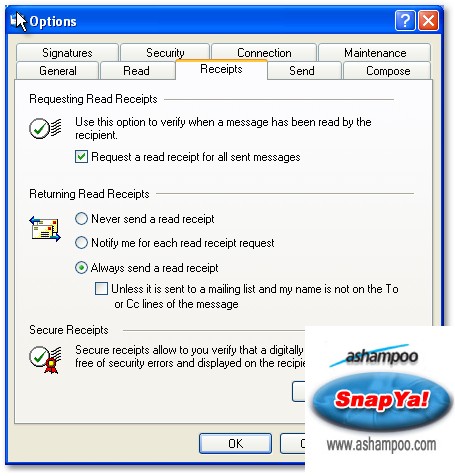 Options
Signatures Security Connection Maintenance
General Read Receipts Send Compose
Requesting Read Receipts
Use this option to verify when a message has been read by the
recipient.
Request a read receipt for all sent messages
Returning Read Receipts
Never send a read receipt
Notify me for each read receipt request
Always send a read receipt
Unless it is sent to a mailing list and my name is not on the To
or Cc lines of the message
Secure Receipts
Secure receipts allow to you verify that a digitally
free of security errors and displayed on the recipie
OK C
ashampoo
SnapYa!
www.ashampoo.com